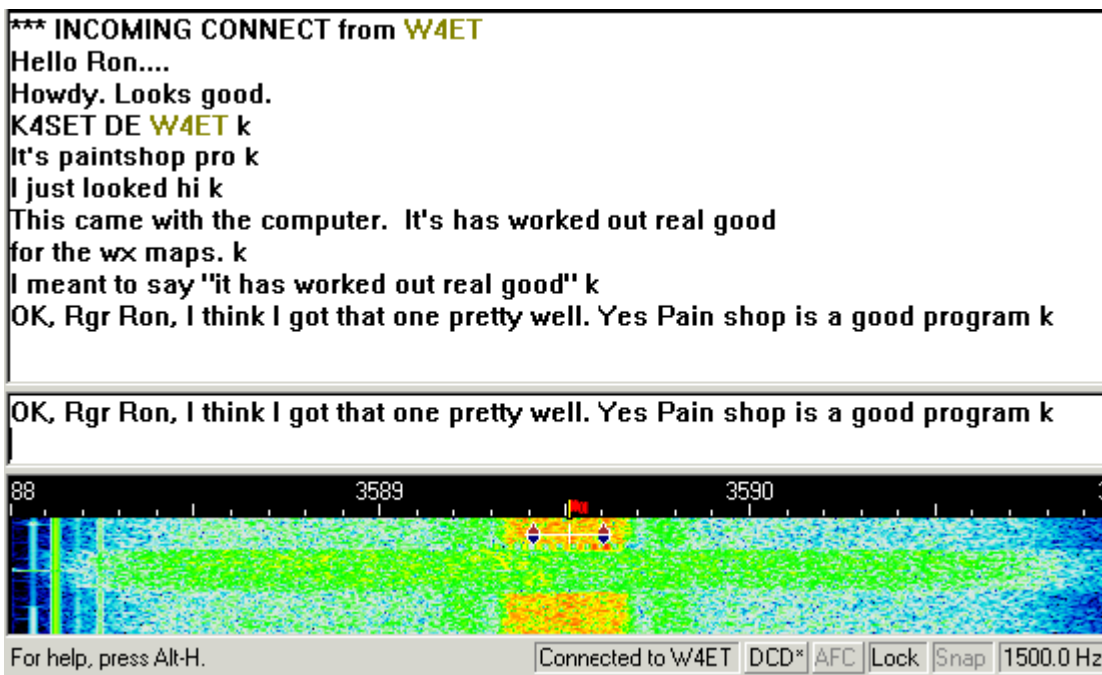 *** INCOMING CONNECT from W4ET
Hello Ron....
Howdy. Looks good.
K4SET DE W4ET k
It's paintshop pro k
I just looked hi k
This came with the computer.  It's has worked out real good
for the wx maps. k
I meant to say "it has worked out real good" k
OK, Rgr Ron, I think I got that one pretty well. Yes Pain shop is a good program k
OK, Rgr Ron, I think I got that one pretty well. Yes Pain shop is a good program k
88 3589 3590
For help, press Alt-H. Connected to W4ET DCD* AFC Lock Snap 1500.0 Hz